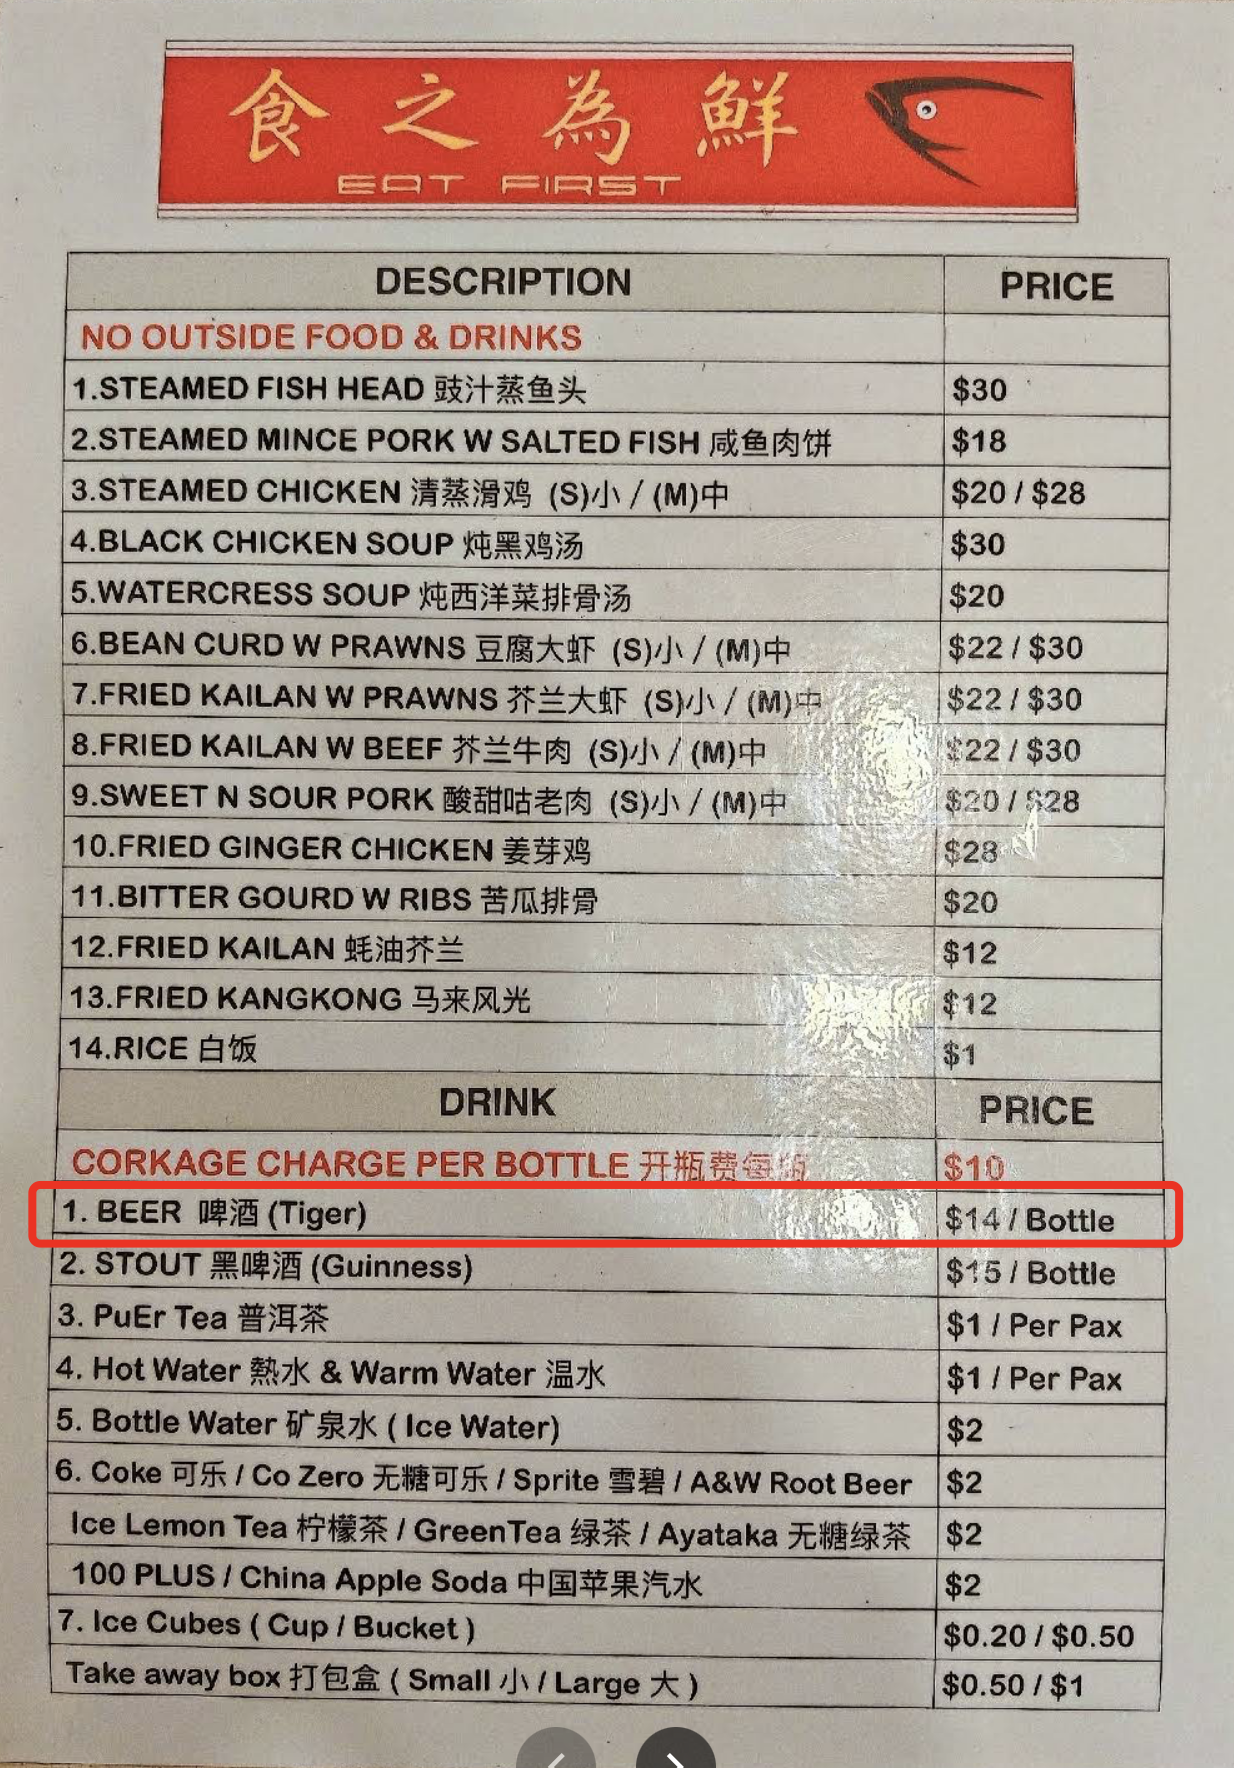 食之為鮮
EAT FIRST
DESCRIPTION PRICE
NO OUTSIDE FOOD & DRINKS
1.STEAMED FISH HEAD 豉汁蒸鱼头 $30
2.STEAMED MINCE PORK W SALTED FISH 咸鱼肉饼 $18
3.STEAMED CHICKEN 清蒸滑鸡 (S)小 / (M)中 $20 / $28
4.BLACK CHICKEN SOUP 炖黑鸡汤 $30
5.WATERCRESS SOUP 炖西洋菜排骨汤 $20
6.BEAN CURD W PRAWNS 豆腐大虾 (S)小 / (M)中 $22 / $30
7.FRIED KAILAN W PRAWNS 芥兰大虾 (S)小 / (M)中 $22 / $30
8.FRIED KAILAN W BEEF 芥兰牛肉 (S)小 / (M)中 $22 / $30
9.SWEET N SOUR PORK 酸甜咕老肉 (S)小 / (M)中 $20 / $28
10.FRIED GINGER CHICKEN 姜芽鸡 $28
11.BITTER GOURD W RIBS 苦瓜排骨 $20
12.FRIED KAILAN 蚝油芥兰 $12
13.FRIED KANGKONG 马来风光 $12
14.RICE 白饭 $1
DRINK PRICE
CORKAGE CHARGE PER BOTTLE 开瓶费每瓶 $10
1. BEER 啤酒 (Tiger) $14 / Bottle
2. STOUT 黑啤酒 (Guinness) $15 / Bottle
3. PuEr Tea 普洱茶 $1 / Per Pax
4. Hot Water 熱水 & Warm Water 温水 $1 / Per Pax
5. Bottle Water 矿泉水 ( Ice Water) $2
6. Coke 可乐 / Co Zero 无糖可乐 / Sprite 雪碧 / A&W Root Beer $2
Ice Lemon Tea 柠檬茶 / GreenTea 绿茶 / Ayataka 无糖绿茶 $2
100 PLUS / China Apple Soda 中国苹果汽水 $2
7. Ice Cubes ( Cup / Bucket ) $0.20 / $0.50
Take away box 打包盒 ( Small 小 / Large 大 ) $0.50 / $1